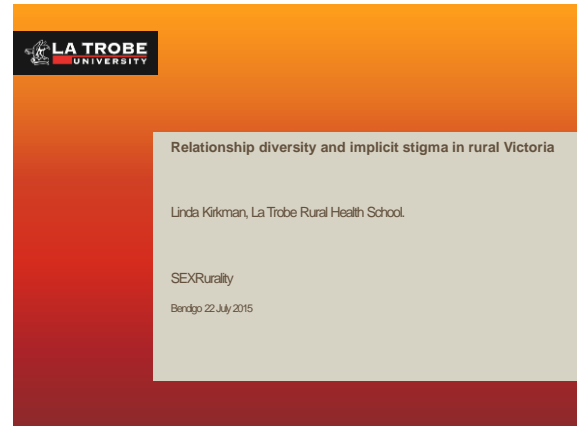 LA TROBE
UNIVERSITY
Relationship diversity and implicit stigma in rural Victoria
Linda Kirkman, La Trobe Rural Health School.
SEXRurality
Bendigo 22 July 2015